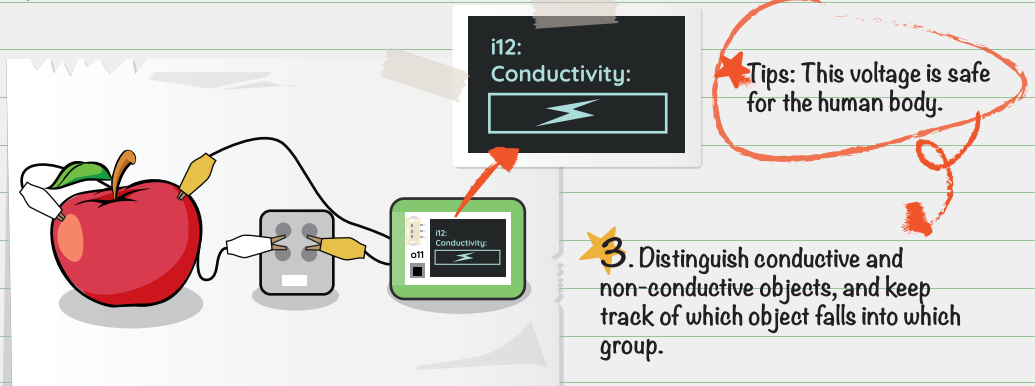 i12:
Conductivity:
Tips: This voltage is safe
for the human body.
i12:
Conductivity:
o11
3. Distinguish conductive and
non-conductive objects, and keep
track of which object falls into which
group.